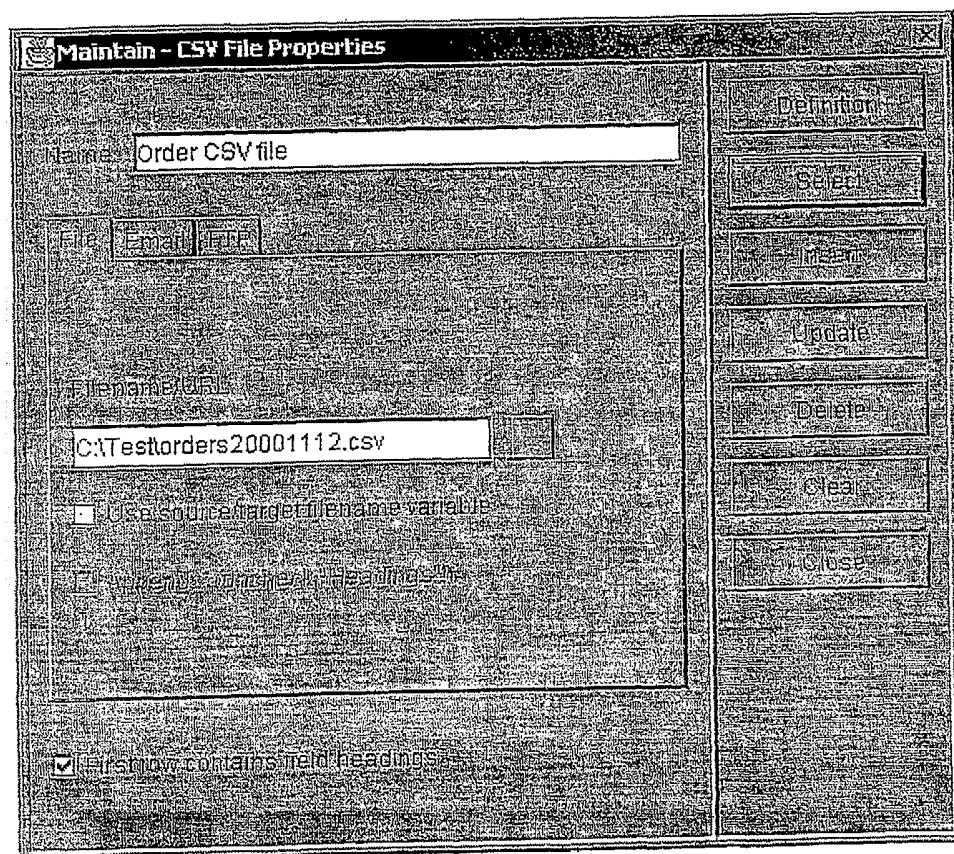 Maintain - CSV File Properties
Name Order CSV file
File Email FTP
Filename/URL
C:\Test\orders20001112.csv
Use source/target filename variable
First row contains field headings
Definition
Select
Insert
Update
Delete
Clear
Close